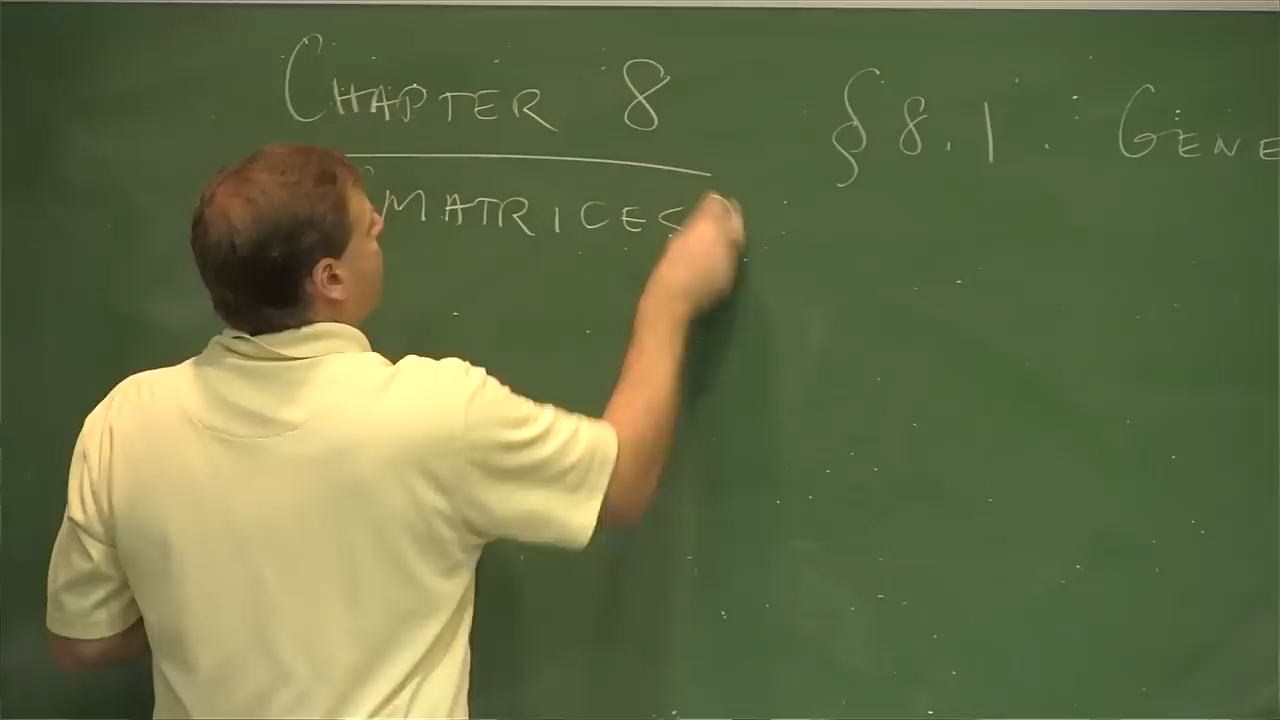 CHAPTER 8
(MATRICES)
§ 8.1. GENE